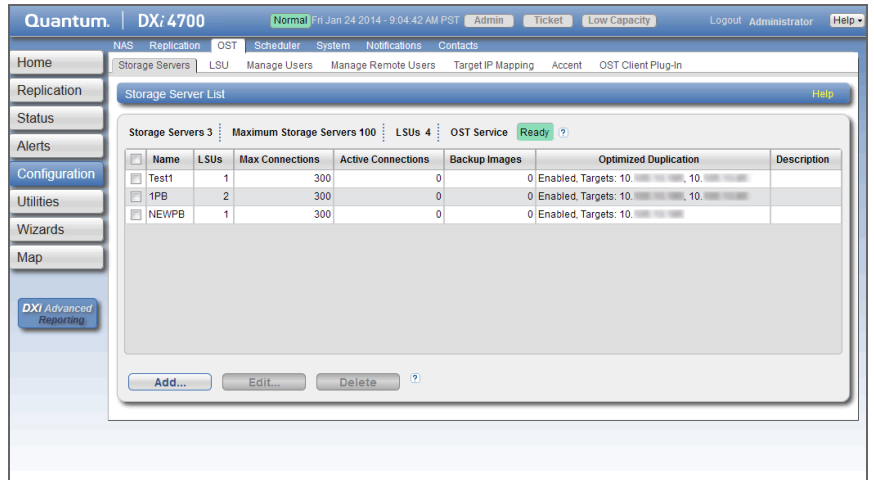 Quantum. DXi 4700 Normal Fri Jan 24 2014 - 9:04:42 AM PST Admin Ticket Low Capacity Logout Administrator Help
NAS Replication OST Scheduler System Notifications Contacts
Storage Servers LSU Manage Users Manage Remote Users Target IP Mapping Accent OST Client Plug-In
Home
Replication
Status
Alerts
Configuration
Utilities
Wizards
Map
DXI Advanced
Reporting
Storage Server List Help
Storage Servers 3 Maximum Storage Servers 100 LSUs 4 OST Service Ready ?
Name LSUs Max Connections Active Connections Backup Images Optimized Duplication Description
Test1 1 300 0 0 Enabled, Targets: 10. , 10.
1PB 2 300 0 0 Enabled, Targets: 10. , 10.
NEWPB 1 300 0 0 Enabled, Targets: 10.
Add... Edit... Delete ?